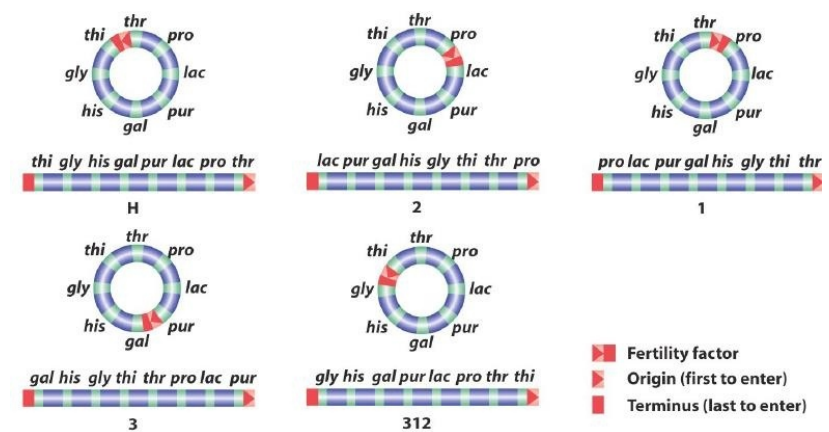 thr
thi pro
gly lac
his pur
gal
thi gly his gal pur lac pro thr
H
thr
thi pro
gly lac
his pur
gal
lac pur gal his gly thi thr pro
2
thr
thi pro
gly lac
his pur
gal
pro lac pur gal his gly thi thr
1
thr
thi pro
gly lac
his pur
gal
gal his gly thi thr pro lac pur
3
thr
thi pro
gly lac
his pur
gal
gly his gal pur lac pro thr thi
312
Fertility factor
Origin (first to enter)
Terminus (last to enter)